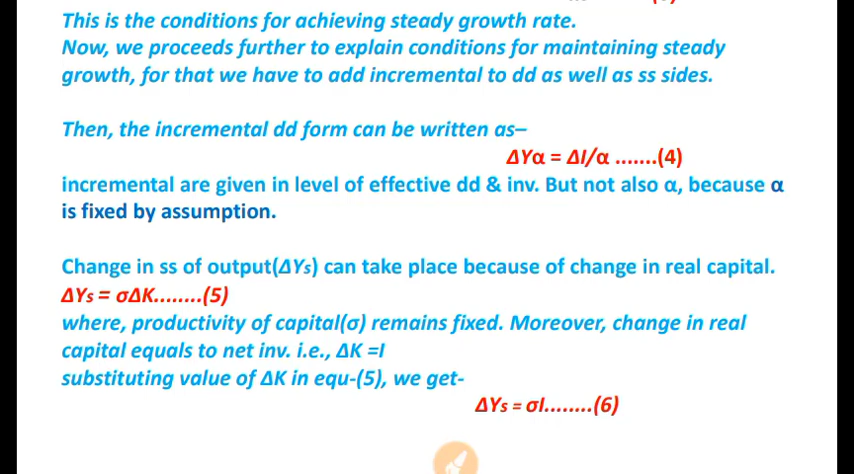 This is the conditions for achieving steady growth rate.
Now, we proceeds further to explain conditions for maintaining steady
growth, for that we have to add incremental to dd as well as ss sides.
Then, the incremental dd form can be written as–
ΔYα = ΔI/α .......(4)
incremental are given in level of effective dd & inv. But not also α, because α
is fixed by assumption.
Change in ss of output(ΔYs) can take place because of change in real capital.
ΔYs = σΔK........(5)
where, productivity of capital(σ) remains fixed. Moreover, change in real
capital equals to net inv. i.e., ΔK =I
substituting value of ΔK in equ-(5), we get-
ΔYs = σI........(6)